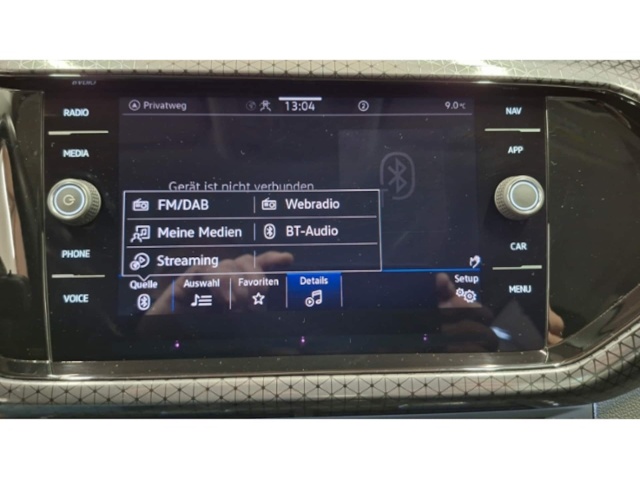 RADIO
MEDIA
PHONE
VOICE
Privatweg
13:04
2
9.0 °C
Gerät ist nicht verbunden
FM/DAB
Webradio
Meine Medien
BT-Audio
Streaming
Quelle
Auswahl
Favoriten
Details
Setup
NAV
APP
CAR
MENU